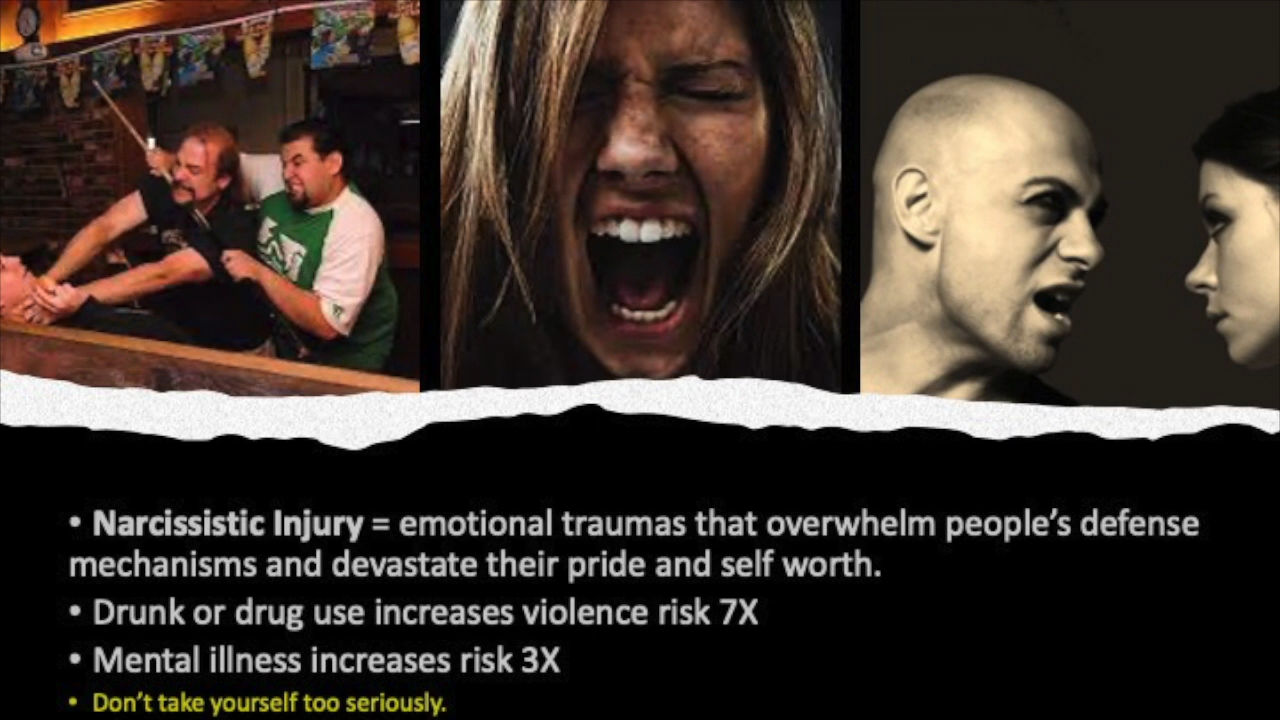 • Narcissistic Injury = emotional traumas that overwhelm people’s defense
mechanisms and devastate their pride and self worth.
• Drunk or drug use increases violence risk 7X
• Mental illness increases risk 3X
• Don’t take yourself too seriously.